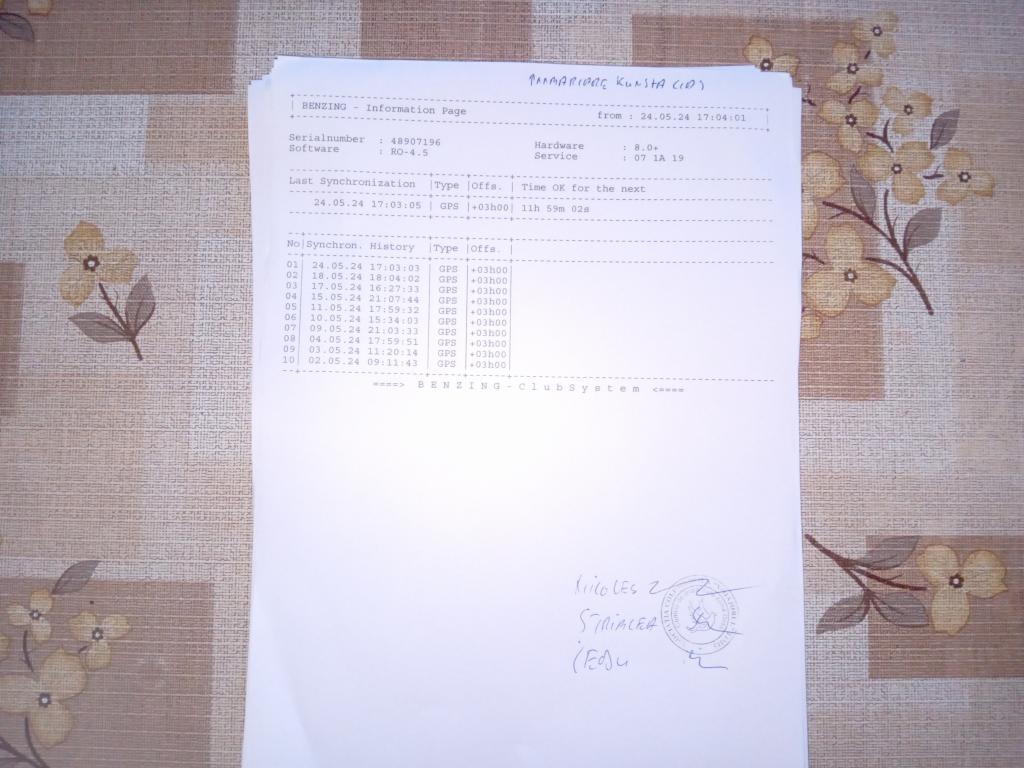 KUNSTA (10)
BENZING - Information Page from : 24.05.24 17:04:01
Serialnumber : 48907196 Hardware : 8.0+
Software : RO-4.5 Service : 07 1A 19
Last Synchronization |Type |Offs. | Time OK for the next
24.05.24 17:03:05 | GPS |+03h00| 11h 59m 02s
No|Synchron. History |Type |Offs. |
01| 24.05.24 17:03:03 | GPS |+03h00|
02| 18.05.24 18:04:02 | GPS |+03h00|
03| 17.05.24 16:27:33 | GPS |+03h00|
04| 15.05.24 21:07:44 | GPS |+03h00|
05| 11.05.24 17:59:32 | GPS |+03h00|
06| 10.05.24 15:34:03 | GPS |+03h00|
07| 09.05.24 21:03:33 | GPS |+03h00|
08| 04.05.24 17:59:51 | GPS |+03h00|
09| 03.05.24 11:20:14 | GPS |+03h00|
10| 02.05.24 09:11:43 | GPS |+03h00|
====> BENZING-ClubSystem <====